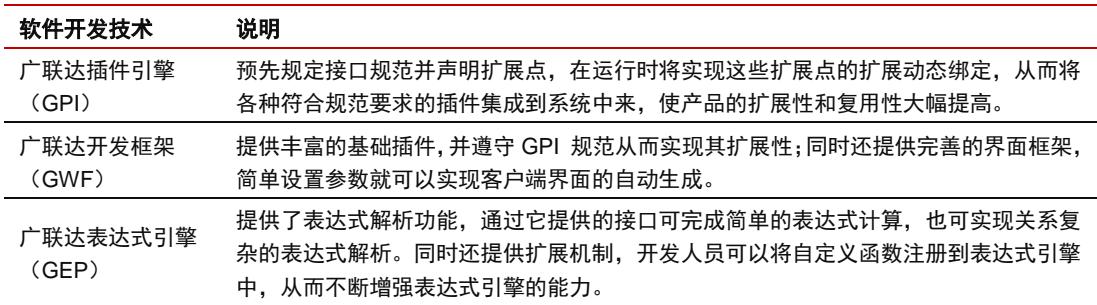 软件开发技术 说明
广联达插件引擎 预先规定接口规范并声明扩展点，在运行时将实现这些扩展点的扩展动态绑定，从而将
（GPI） 各种符合规范要求的插件集成到系统中来，使产品的扩展性和复用性大幅提高。
广联达开发框架 提供丰富的基础插件，并遵守 GPI 规范从而实现其扩展性；同时还提供完善的界面框架，
（GWF） 简单设置参数就可以实现客户端界面的自动生成。
提供了表达式解析功能，通过它提供的接口可完成简单的表达式计算，也可实现关系复
广联达表达式引擎
杂的表达式解析。同时还提供扩展机制，开发人员可以将自定义函数注册到表达式引擎
（GEP）
中，从而不断增强表达式引擎的能力。